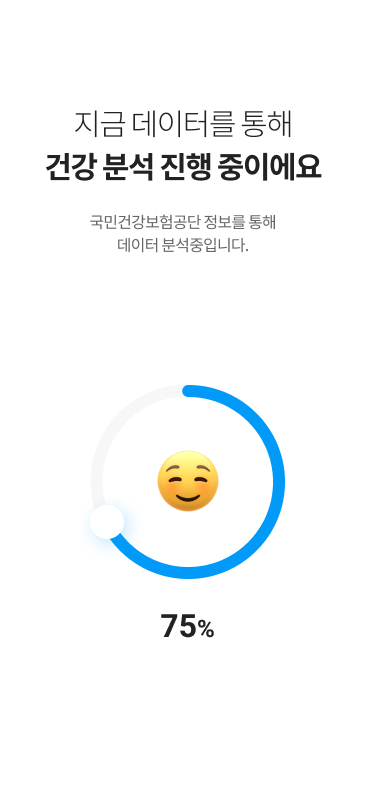 지금 데이터를 통해
건강 분석 진행 중이에요
국민건강보험공단 정보를 통해
데이터 분석중입니다.
75%